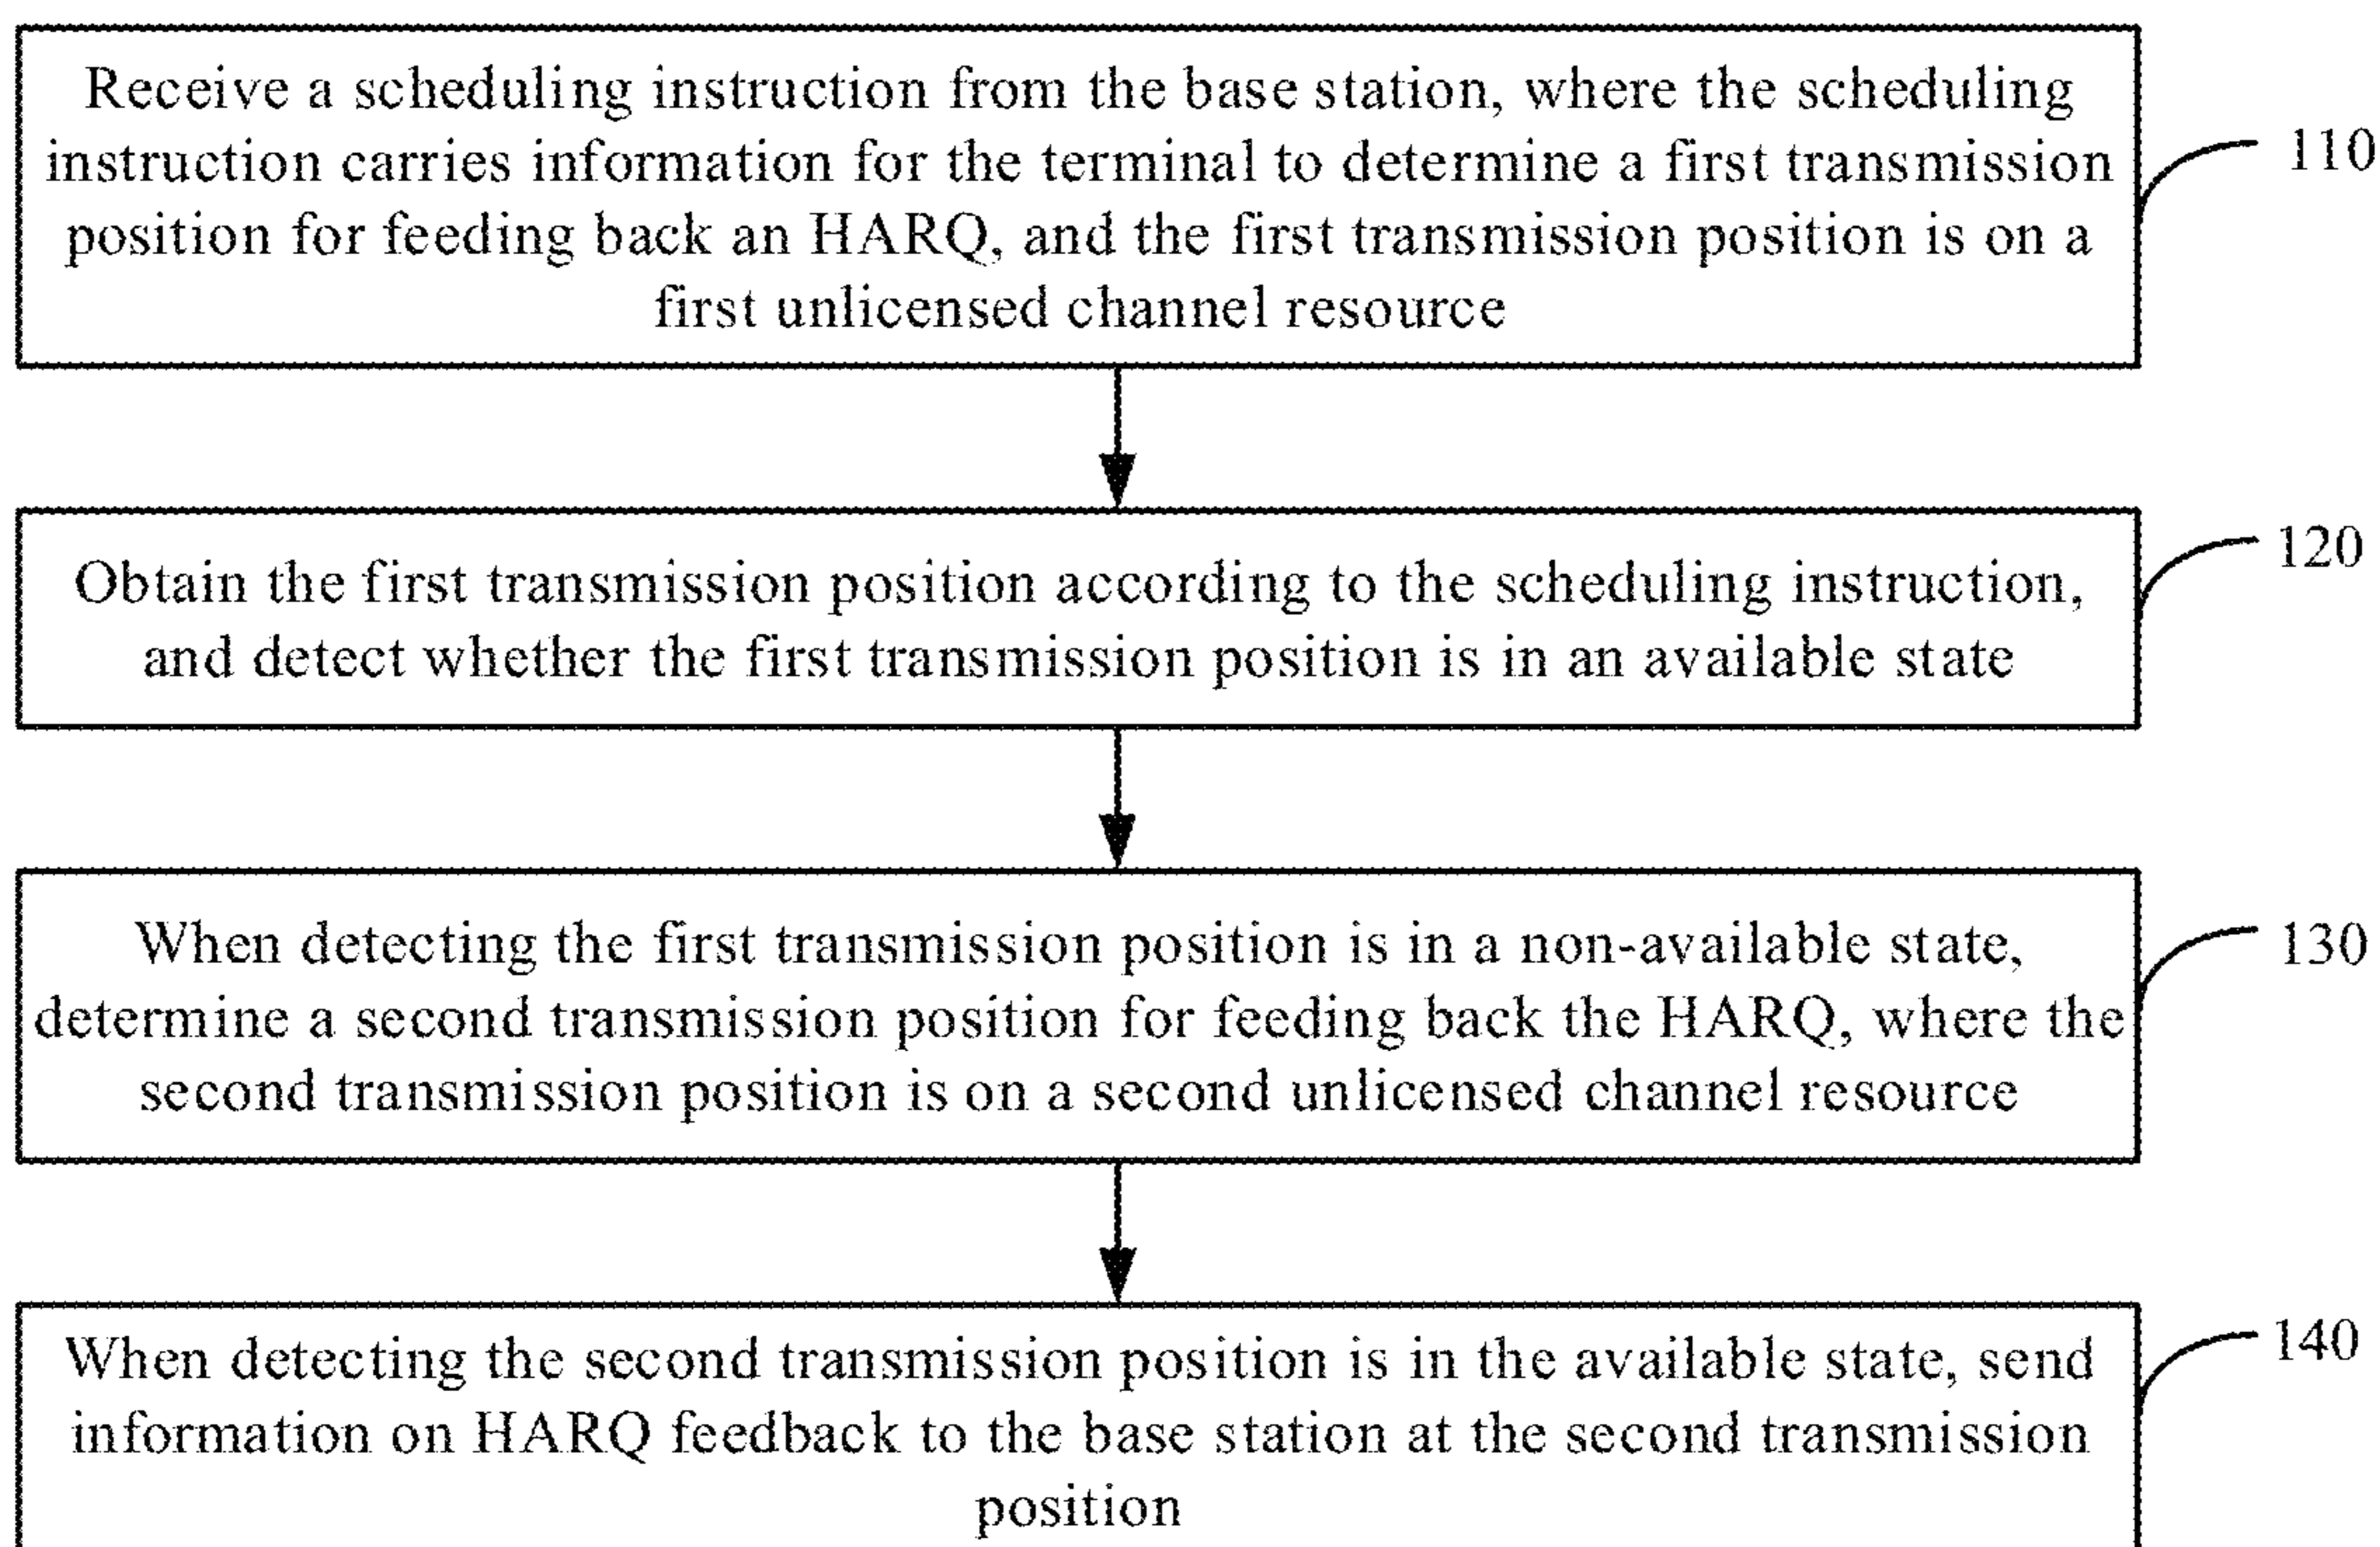 Receive a scheduling instruction from the base station, where the scheduling
instruction carries information for the terminal to determine a first transmission
position for feeding back an HARQ, and the first transmission position is on a
first unlicensed channel resource
110
Obtain the first transmission position according to the scheduling instruction,
and detect whether the first transmission position is in an available state
120
When detecting the first transmission position is in a non-available state,
determine a second transmission position for feeding back the HARQ, where the
second transmission position is on a second unlicensed channel resource
130
When detecting the second transmission position is in the available state, send
information on HARQ feedback to the base station at the second transmission
position
140